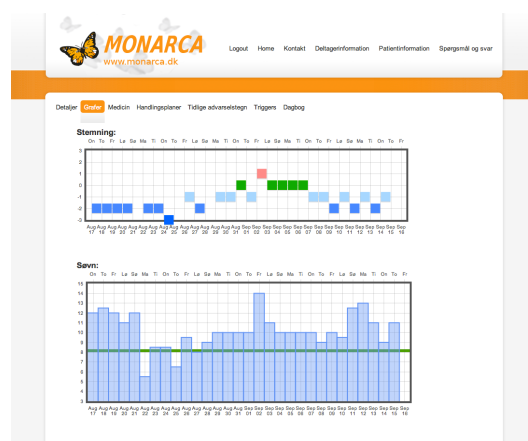 MONARCA
www.monarca.dk
Logout Home Kontakt Deltagerinformation Patientinformation Spørgsmål og svar
Detaljer Grafer Medicin Handlingsplaner Tidlige advarselstegn Triggers Dagbog
Stemning:
On To Fr Lø Sø Ma Ti On To Fr Lø Sø Ma Ti On To Fr Lø Sø Ma Ti On To Fr Lø Sø Ma Ti On To Fr
3
2
1
0
-1
-2
-3
Aug Aug Aug Aug Aug Aug Aug Aug Aug Aug Aug Aug Aug Aug Aug Sep Sep Sep Sep Sep Sep Sep Sep Sep Sep Sep Sep Sep Sep Sep Sep
17 18 19 20 21 22 23 24 25 26 27 28 29 30 31 01 02 03 04 05 06 07 08 09 10 11 12 13 14 15 16
Søvn:
On To Fr Lø Sø Ma Ti On To Fr Lø Sø Ma Ti On To Fr Lø Sø Ma Ti On To Fr Lø Sø Ma Ti On To Fr
15
14
13
12
11
10
9
8
7
6
5
4
3
Aug Aug Aug Aug Aug Aug Aug Aug Aug Aug Aug Aug Aug Aug Aug Sep Sep Sep Sep Sep Sep Sep Sep Sep Sep Sep Sep Sep Sep Sep Sep
17 18 19 20 21 22 23 24 25 26 27 28 29 30 31 01 02 03 04 05 06 07 08 09 10 11 12 13 14 15 16